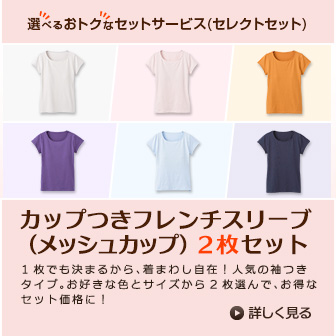 選べるおトクなセットサービス(セレクトセット)
カップつきフレンチスリーブ
(メッシュカップ) 2枚セット
1枚でも決まるから、着まわし自在！人気の袖つき
タイプ。お好きな色とサイズから2枚選んで、お得な
セット価格に！
詳しく見る